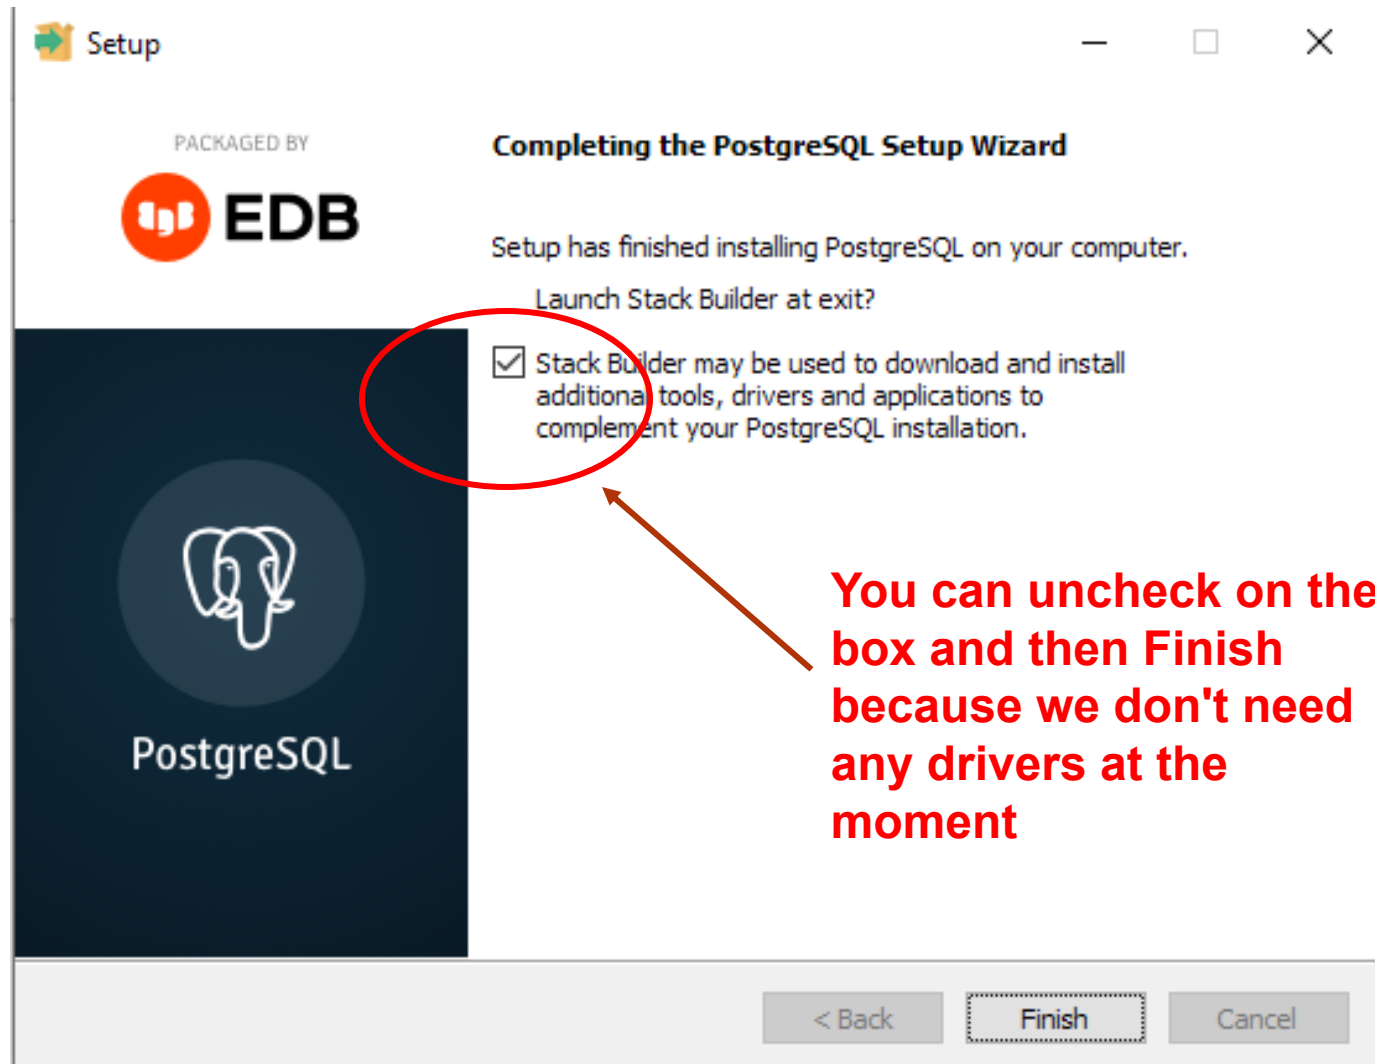 Setup
PACKAGED BY
EDB
Completing the PostgreSQL Setup Wizard
Setup has finished installing PostgreSQL on your computer.
Launch Stack Builder at exit?
Stack Builder may be used to download and install
additional tools, drivers and applications to
complement your PostgreSQL installation.
PostgreSQL
You can uncheck on the
box and then Finish
because we don't need
any drivers at the
moment
< Back
Finish
Cancel